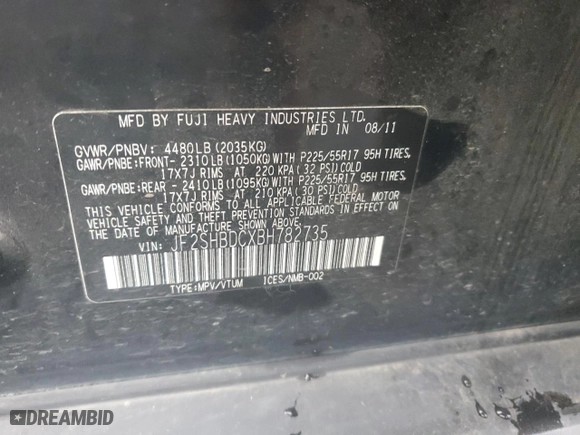 MFD BY FUJI HEAVY INDUSTRIES LTD.
MFD IN 08/11
GVWR/PNBV: 4480LB(2035KG)
GAWR/PNBE:FRONT- 2310LB(1050KG)WITH P225/55R17 95H TIRES,
17X7J RIMS AT 220 KPA(32 PSI)COLD
GAWR/PNBE:REAR - 2410LB(1095KG)WITH P225/55R17 95H TIRES,
17X7J RIMS AT 210 KPA(30 PSI)COLD
THIS VEHICLE CONFORMS TO ALL APPLICABLE FEDERAL MOTOR
VEHICLE SAFETY AND THEFT PREVENTION STANDARDS IN EFFECT ON
THE DATE OF MANUFACTURE SHOWN ABOVE.
VIN: JF2SHBDCXBH782735
TYPE:MPV/VTUM ICES/NMB-002
DREAMBID